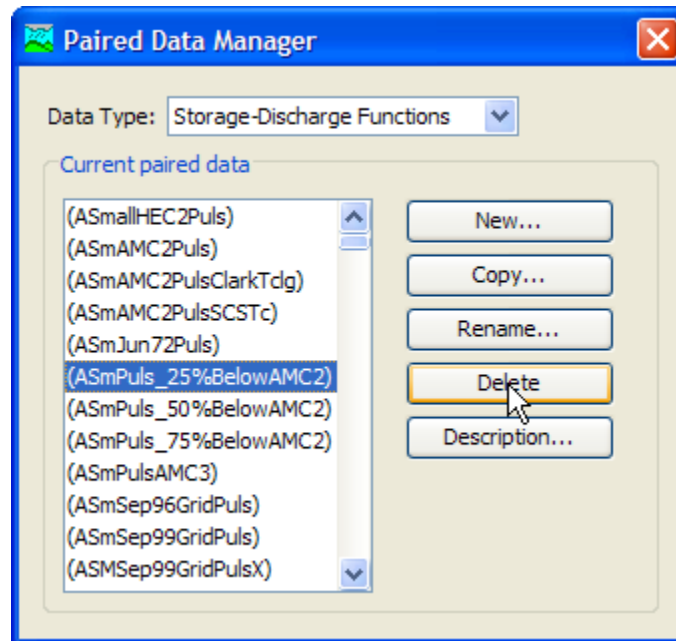 Paired Data Manager
Data Type: Storage-Discharge Functions
Current paired data
(ASmallHEC2Puls)
(ASmAMC2Puls)
(ASmAMC2PulsClarkTclg)
(ASmAMC2PulsSCSTc)
(ASmJun72Puls)
(ASmPuls_25%BelowAMC2)
(ASmPuls_50%BelowAMC2)
(ASmPuls_75%BelowAMC2)
(ASmPulsAMC3)
(ASmSep96GridPuls)
(ASmSep99GridPuls)
(ASMSep99GridPulsX)
New...
Copy...
Rename...
Delete
Description...